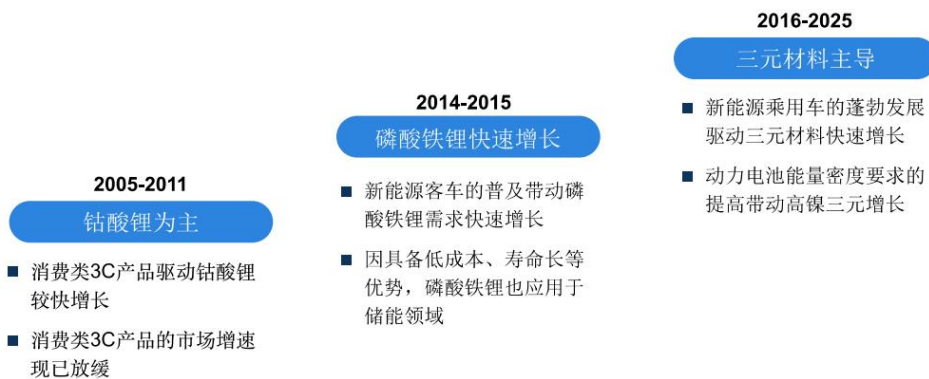 2005-2011
钴酸锂为主
■ 消费类3C产品驱动钴酸锂
较快增长
■ 消费类3C产品的市场增速
现已放缓
2014-2015
磷酸铁锂快速增长
■ 新能源客车的普及带动磷
酸铁锂需求快速增长
■ 因具备低成本、寿命长等
优势，磷酸铁锂也应用于
储能领域
2016-2025
三元材料主导
■ 新能源乘用车的蓬勃发展
驱动三元材料快速增长
■ 动力电池能量密度要求的
提高带动高镍三元增长